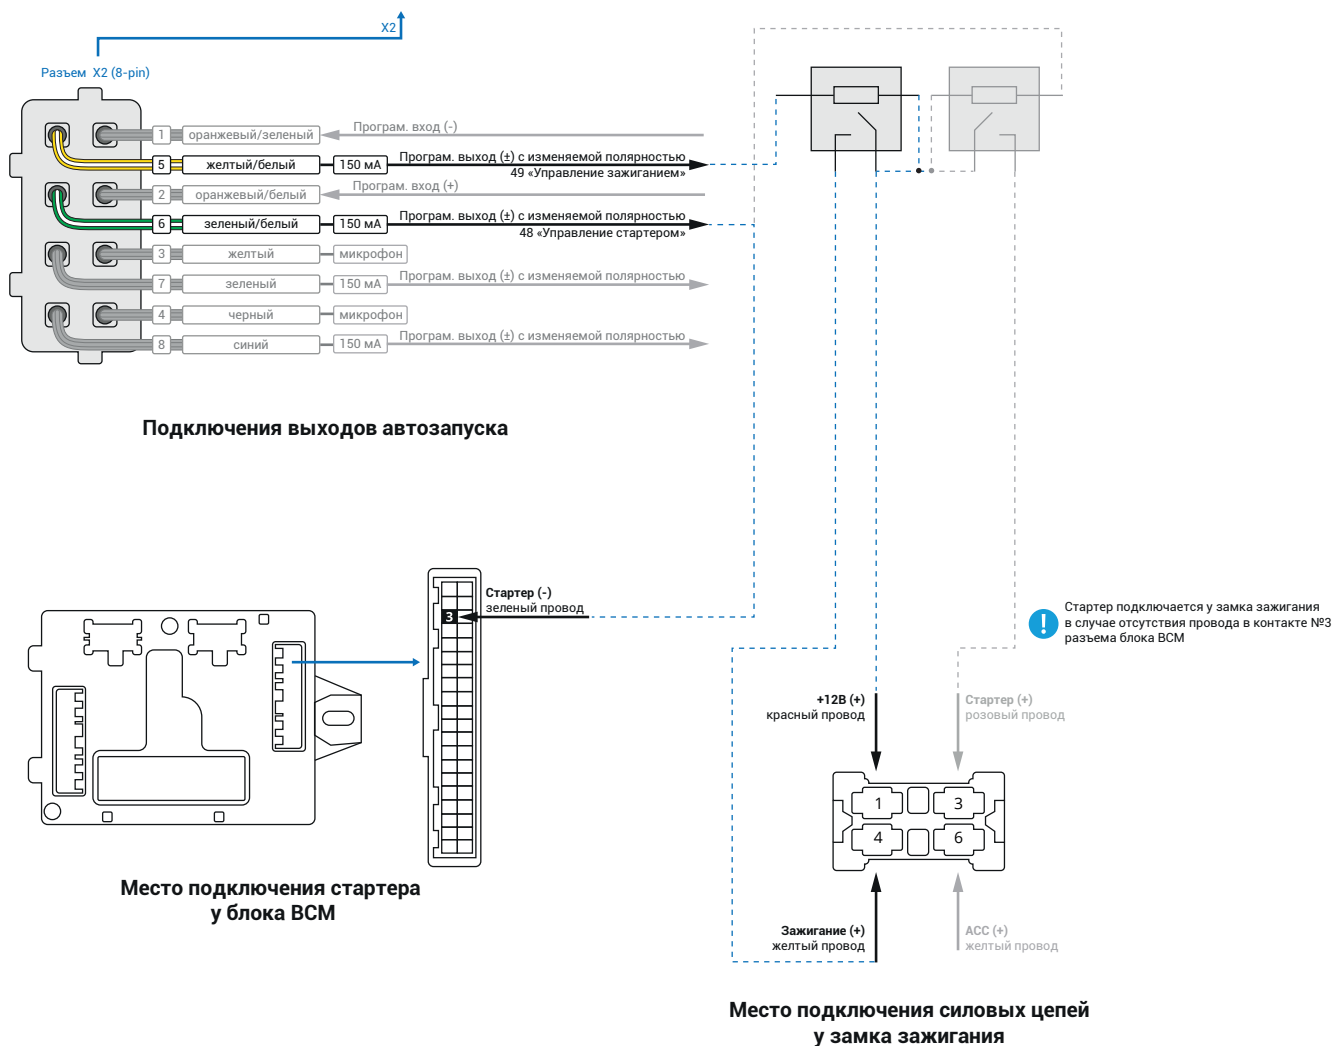 X2
Разъем X2 (8-pin)
1 оранжевый/зеленый Програм. вход (-)
5 желтый/белый 150 мА Програм. выход (±) с изменяемой полярностью
49 «Управление зажиганием»
2 оранжевый/белый Програм. вход (+)
6 зеленый/белый 150 мА Програм. выход (±) с изменяемой полярностью
48 «Управление стартером»
3 желтый микрофон
7 зеленый 150 мА Програм. выход (±) с изменяемой полярностью
4 черный микрофон
8 синий 150 мА Програм. выход (±) с изменяемой полярностью
Подключения выходов автозапуска
Стартер (-)
зеленый провод
3
Стартер подключается у замка зажигания
в случае отсутствия провода в контакте №3
разъема блока BCM
!
+12В (+)
красный провод
Стартер (+)
розовый провод
1 3
4 6
Место подключения стартера
у блока BCM
Зажигание (+)
желтый провод
ACC (+)
желтый провод
Место подключения силовых цепей
у замка зажигания